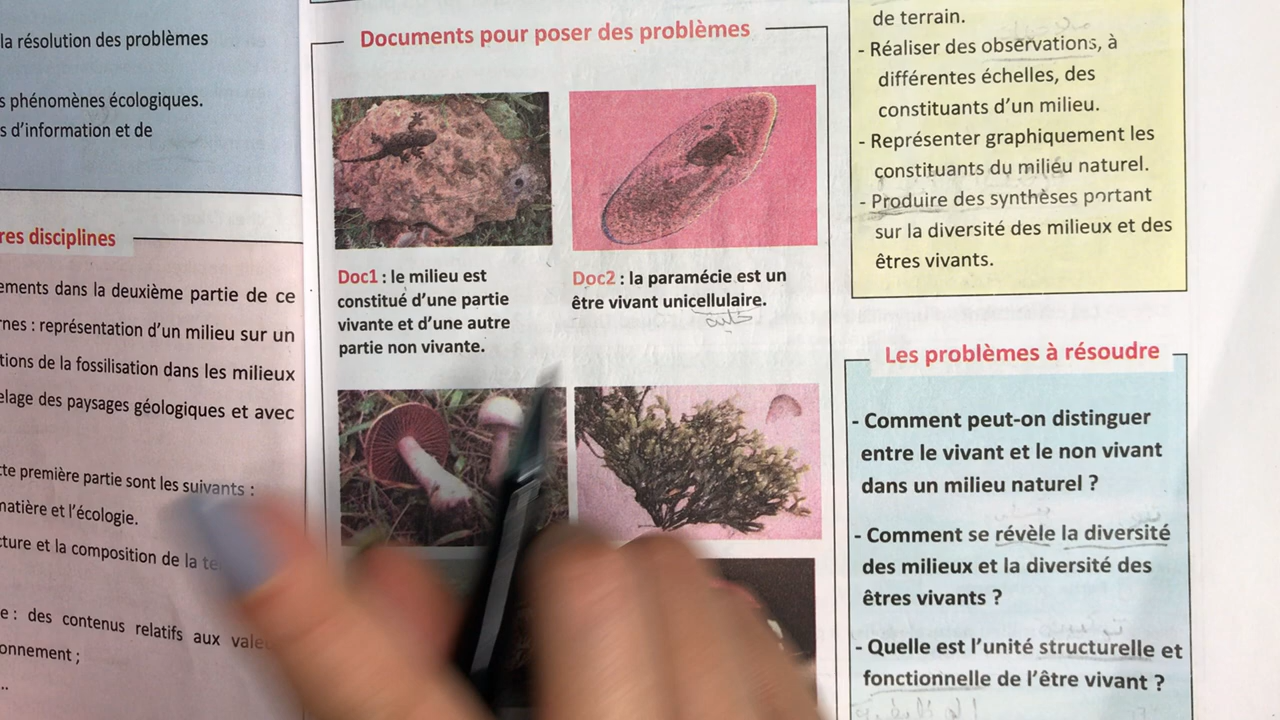 la résolution des problèmes
s phénomènes écologiques.
s d'information et de
res disciplines
ements dans la deuxième partie de ce
rnes : représentation d'un milieu sur un
tions de la fossilisation dans les milieux
elage des paysages géologiques et avec
te première partie sont les suivants :
matière et l'écologie.
cture et la composition de la
e : des contenus relatifs aux
onnement ;
...
Documents pour poser des problèmes
Doc1 : le milieu est
constitué d'une partie
vivante et d'une autre
partie non vivante.
Doc2 : la paramécie est un
être vivant unicellulaire.
de terrain.
- Réaliser des observations, à
différentes échelles, des
constituants d'un milieu.
- Représenter graphiquement les
constituants du milieu naturel.
- Produire des synthèses portant
sur la diversité des milieux et des
êtres vivants.
Les problèmes à résoudre
- Comment peut-on distinguer
entre le vivant et le non vivant
dans un milieu naturel ?
- Comment se révèle la diversité
des milieux et la diversité des
êtres vivants ?
- Quelle est l'unité structurelle et
fonctionnelle de l'être vivant ?